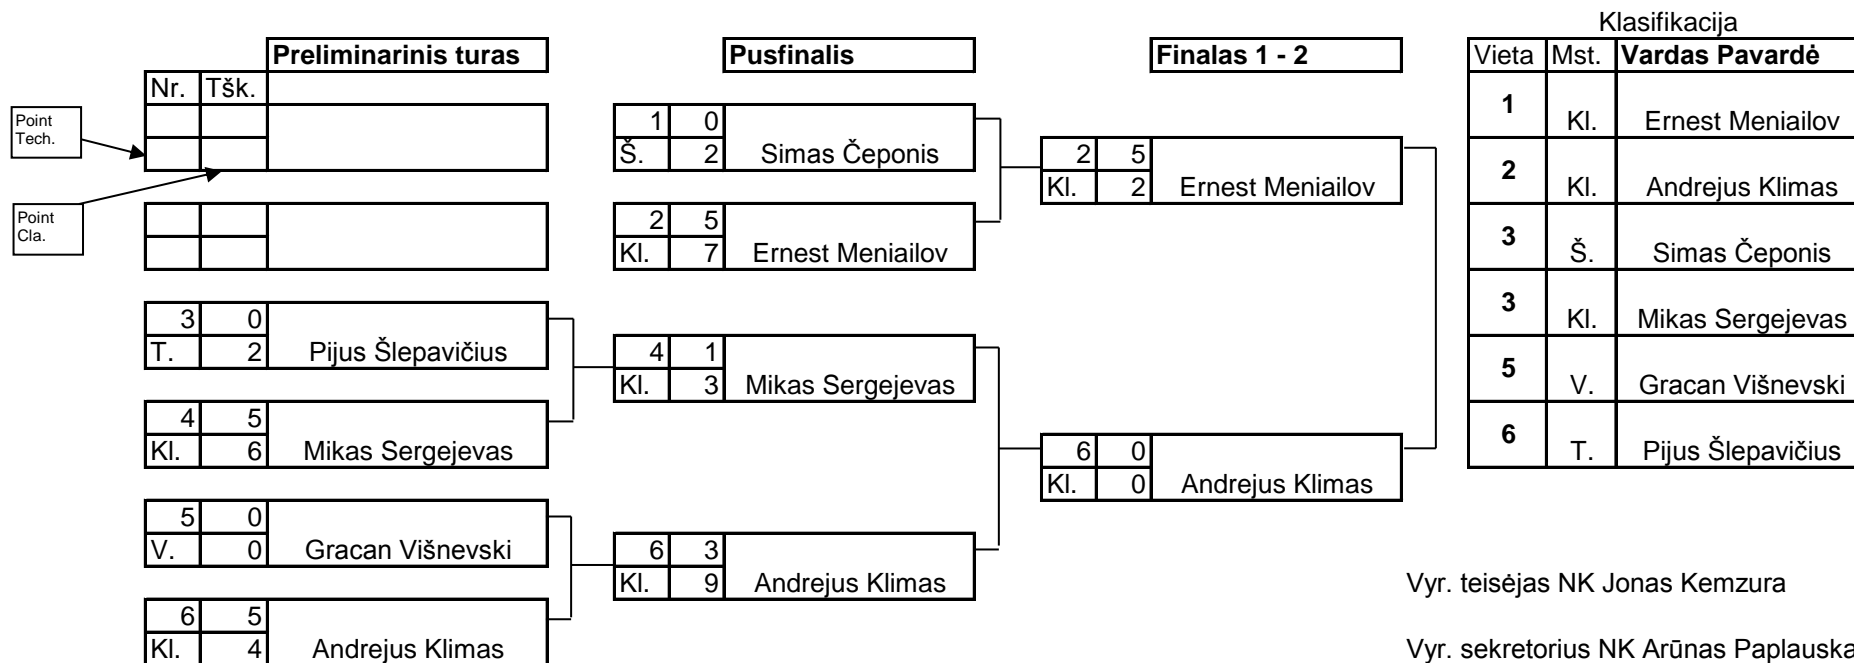 Klasifikacija
Preliminarinis turas Pusfinalis Finalas 1 - 2 Vieta Mst. Vardas Pavardė
Nr. Tšk.
Point
Tech.
Point
Cla.
3 0
T. 2 Pijus Šlepavičius
4 5
Kl. 6 Mikas Sergejevas
5 0
V. 0 Gracan Višnevski
6 5
Kl. 4 Andrejus Klimas
1 0
Š. 2 Simas Čeponis
2 5
Kl. 7 Ernest Meniailov
4 1
Kl. 3 Mikas Sergejevas
6 3
Kl. 9 Andrejus Klimas
2 5
Kl. 2 Ernest Meniailov
6 0
Kl. 0 Andrejus Klimas
1 Kl. Ernest Meniailov
2 Kl. Andrejus Klimas
3 Š. Simas Čeponis
3 Kl. Mikas Sergejevas
5 V. Gracan Višnevski
6 T. Pijus Šlepavičius
Vyr. teisėjas NK Jonas Kemzura
Vyr. sekretorius NK Arūnas Paplauska